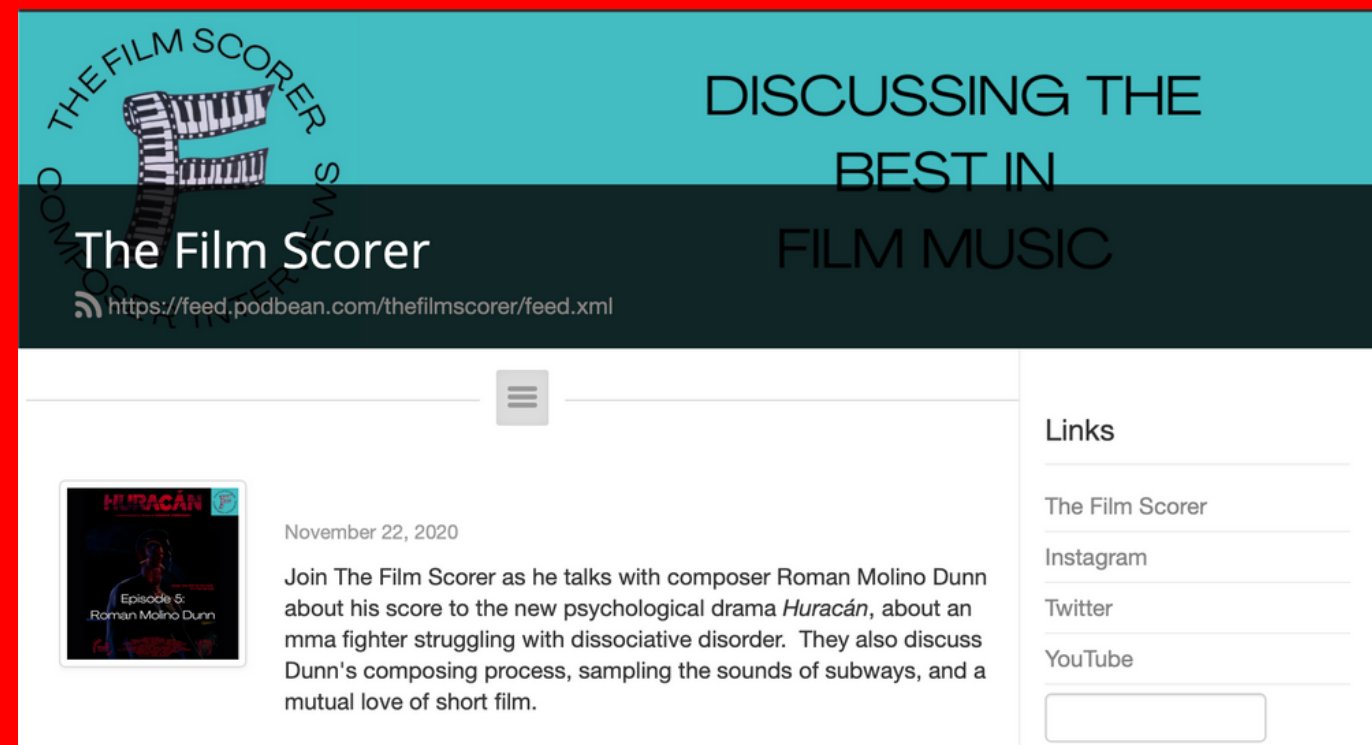 THE FILM SCORER
COMPOSER INTERVIEWS
DISCUSSING THE
BEST IN
FILM MUSIC
The Film Scorer
https://feed.podbean.com/thefilmscorer/feed.xml
HURACÁN
Episode 5:
Roman Molino Dunn
November 22, 2020
Join The Film Scorer as he talks with composer Roman Molino Dunn
about his score to the new psychological drama Huracán, about an
mma fighter struggling with dissociative disorder.  They also discuss
Dunn's composing process, sampling the sounds of subways, and a
mutual love of short film.
Links
The Film Scorer
Instagram
Twitter
YouTube